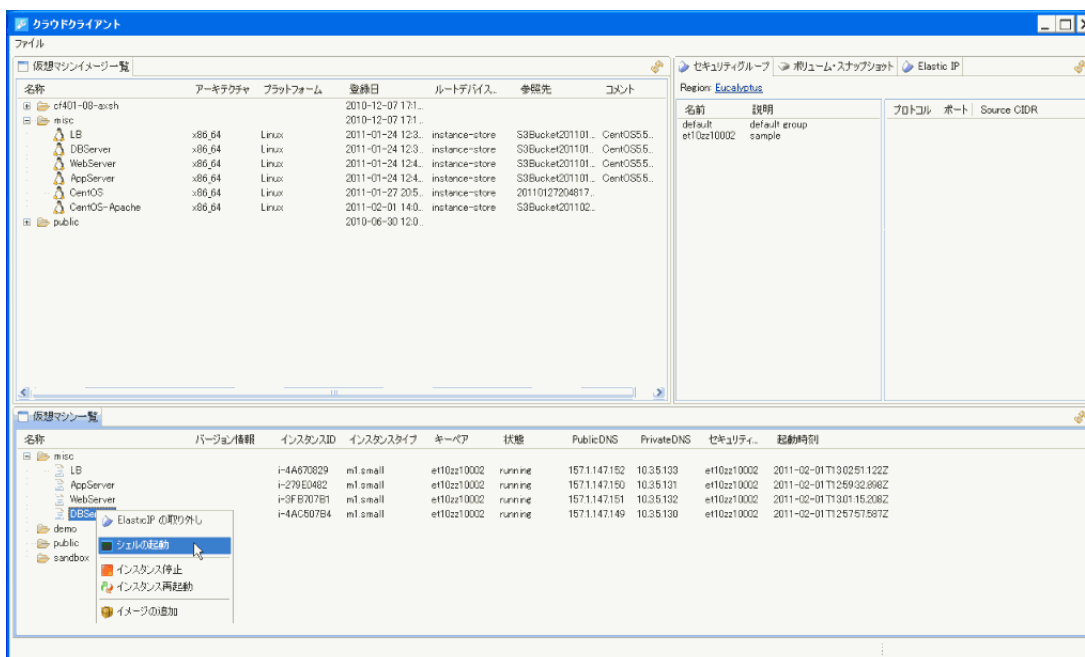 クラウドクライアント
ファイル
仮想マシンイメージ一覧
名称 アーキテクチャ プラットフォーム 登録日 ルートデバイス... 参照先 コメント
cf401-08-axsh 2010-12-07 17:1...
misc 2010-12-07 17:1...
LB x86_64 Linux 2011-01-24 12:3... instance-store S3Bucket201101... CentOS5.5...
DBServer x86_64 Linux 2011-01-24 12:3... instance-store S3Bucket201101... CentOS5.5...
WebServer x86_64 Linux 2011-01-24 12:4... instance-store S3Bucket201101... CentOS5.5...
AppServer x86_64 Linux 2011-01-24 12:4... instance-store S3Bucket201101... CentOS5.5...
CentOS x86_64 Linux 2011-01-27 20:5... instance-store 20110127204817...
CentOS-Apache x86_64 Linux 2011-02-01 14:0... instance-store S3Bucket201102...
public 2010-06-30 12:0...
セキュリティグループ ボリューム・スナップショット Elastic IP
Region: Eucalyptus
名前 説明 プロトコル ポート Source CIDR
default default group
et10zz10002 sample
仮想マシン一覧
名称 バージョン情報 インスタンスID インスタンスタイプ キーペア 状態 PublicDNS PrivateDNS セキュリティ... 起動時刻
misc
LB i-4A670829 m1.small et10zz10002 running 157.1.147.152 10.35.133 et10zz10002 2011-02-01T13:02:51.122Z
AppServer i-279E0482 m1.small et10zz10002 running 157.1.147.150 10.35.131 et10zz10002 2011-02-01T12:59:32.898Z
WebServer i-3FB707B1 m1.small et10zz10002 running 157.1.147.151 10.35.132 et10zz10002 2011-02-01T13:01:15.208Z
DBSe i-4AC507B4 m1.small et10zz10002 running 157.1.147.149 10.35.130 et10zz10002 2011-02-01T12:57:57.587Z
demo
public
sandbox
ElasticIP の取り外し
シェルの起動
インスタンス停止
インスタンス再起動
イメージの追加